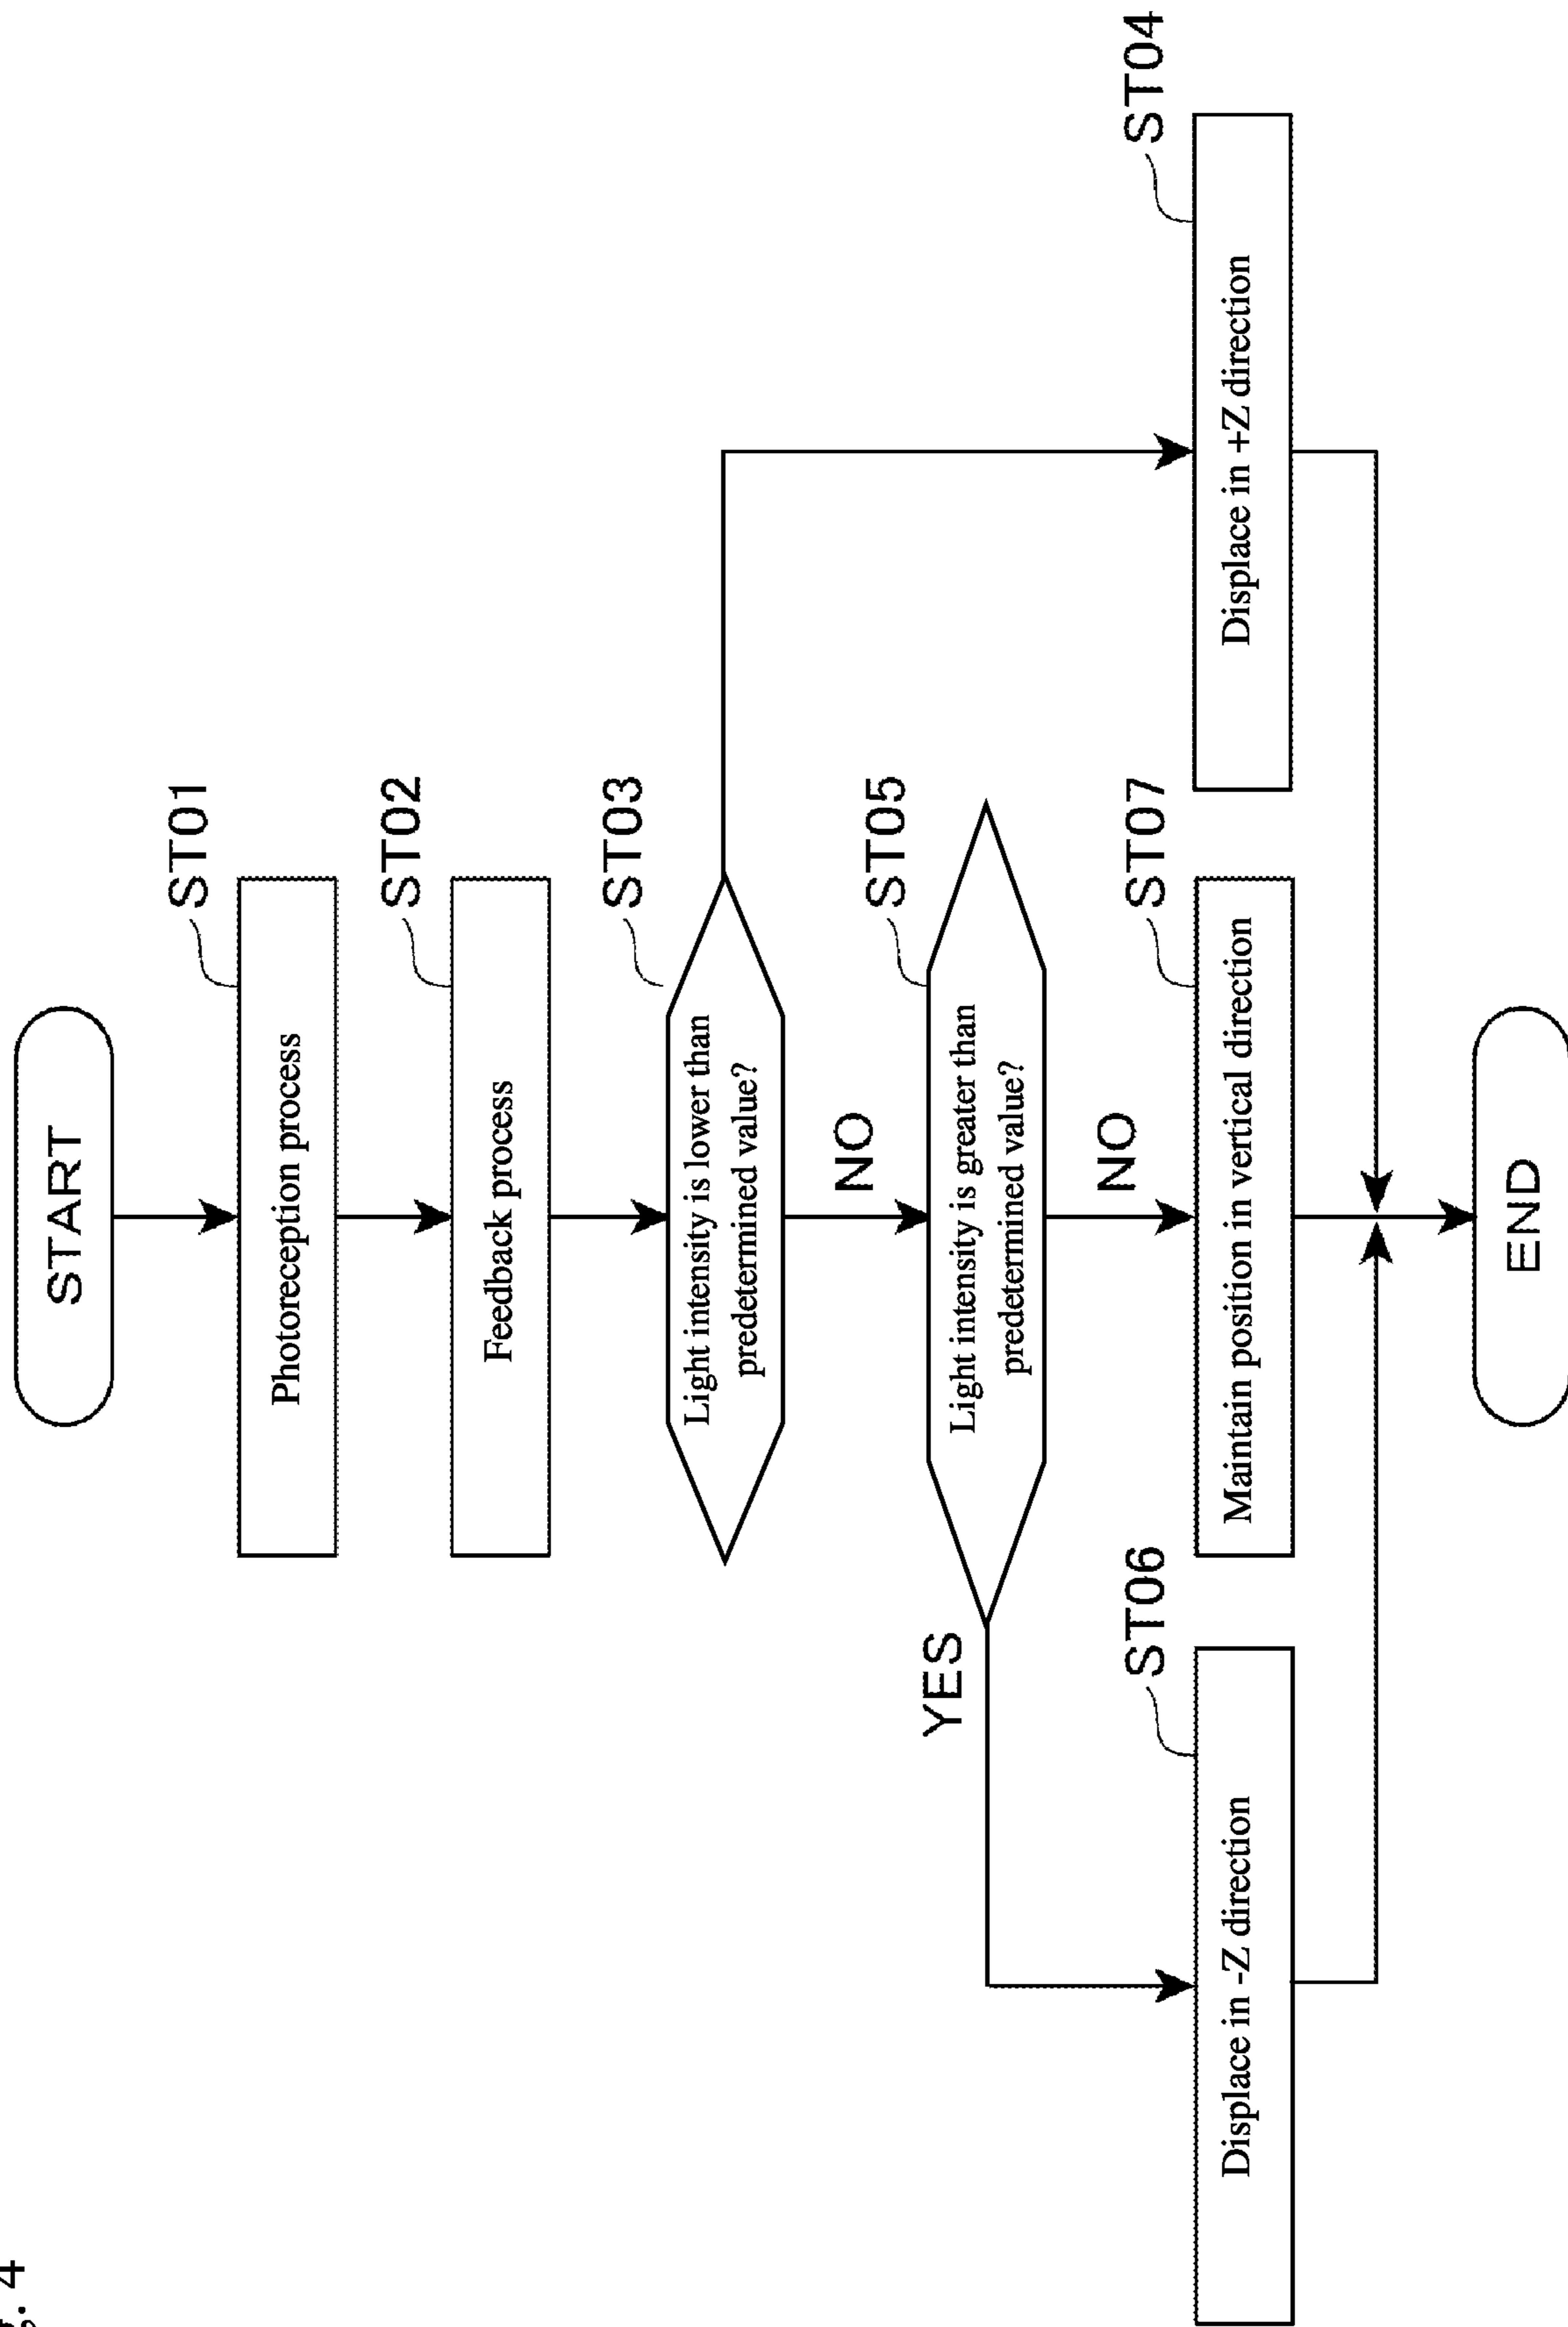 . 4
START
ST01
Photoreception process
ST02
Feedback process
ST03
Light intensity is lower than
predetermined value?
NO
ST05
Light intensity is greater than
predetermined value?
YES
NO
ST06
Displace in -Z direction
ST07
Maintain position in vertical direction
ST04
Displace in +Z direction
END